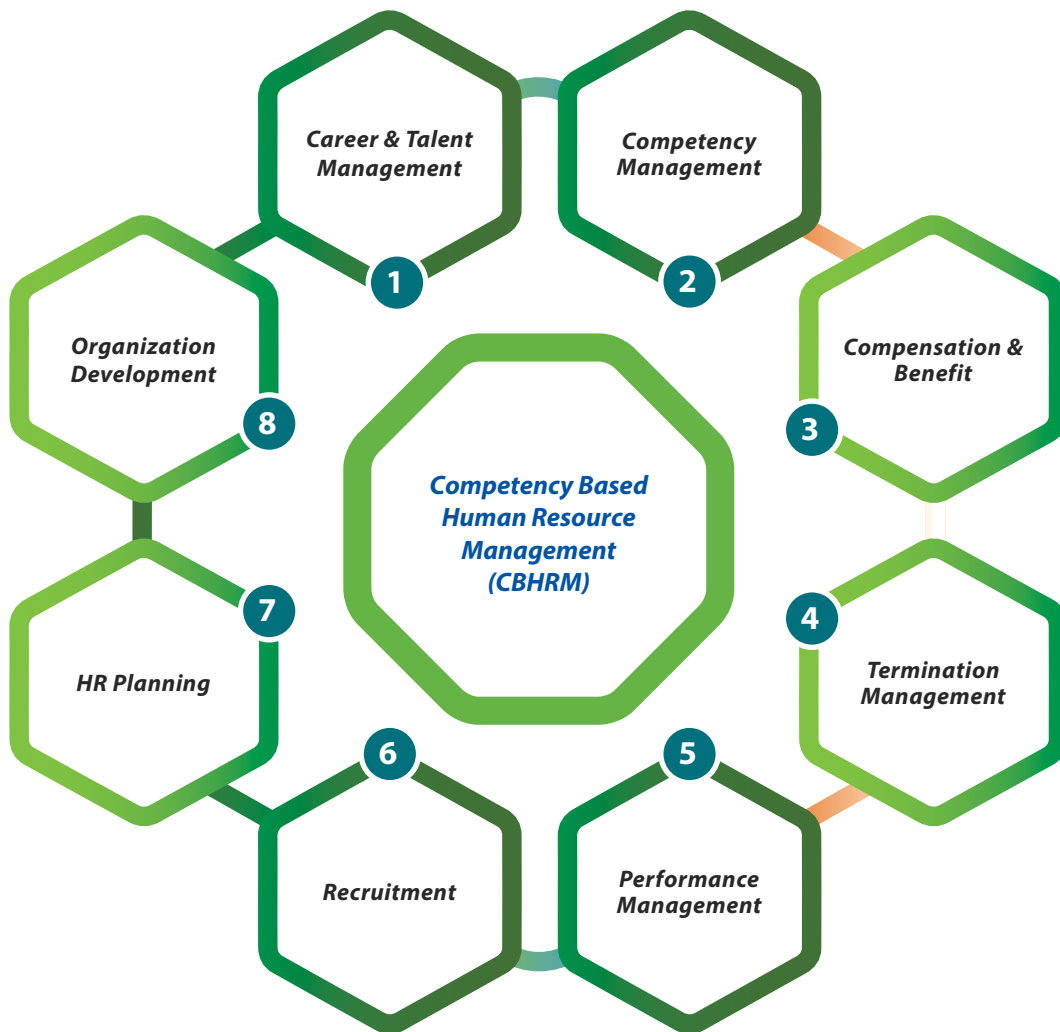 Career & Talent
Management
1
Competency
Management
2
Compensation &
Benefit
3
Termination
Management
4
Performance
Management
5
Recruitment
6
HR Planning
7
Organization
Development
8
Competency Based
Human Resource
Management
(CBHRM)